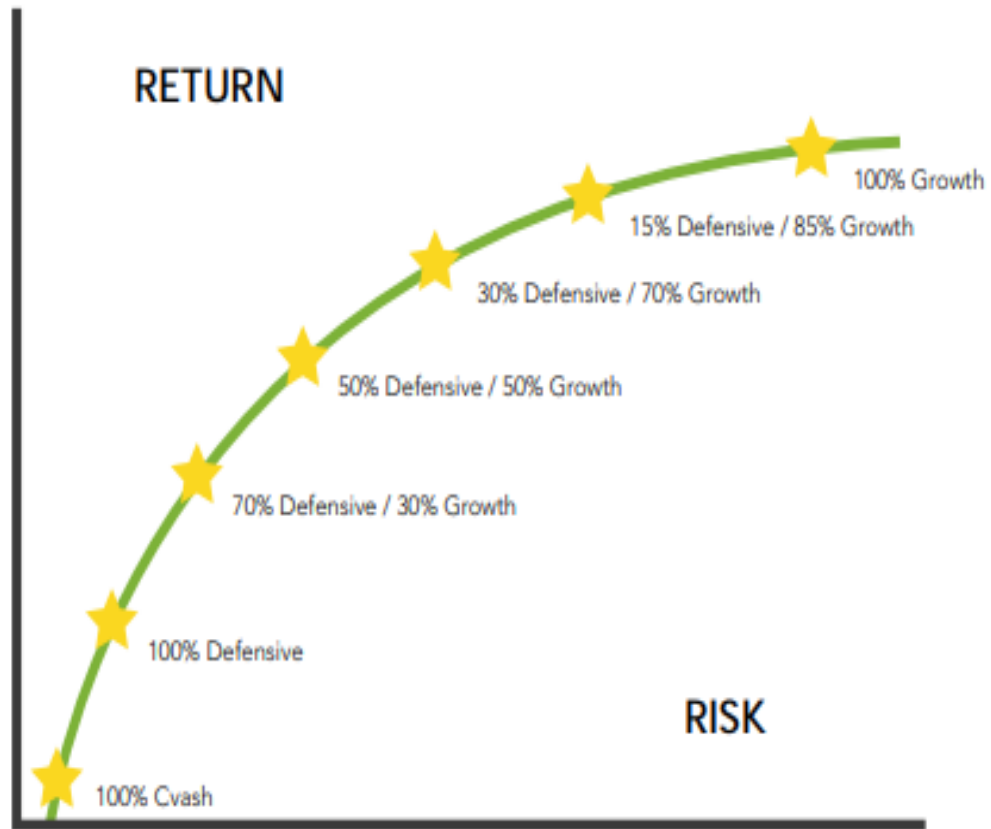 RETURN
100% Growth
15% Defensive / 85% Growth
30% Defensive / 70% Growth
50% Defensive / 50% Growth
70% Defensive / 30% Growth
100% Defensive
RISK
100% Cvash